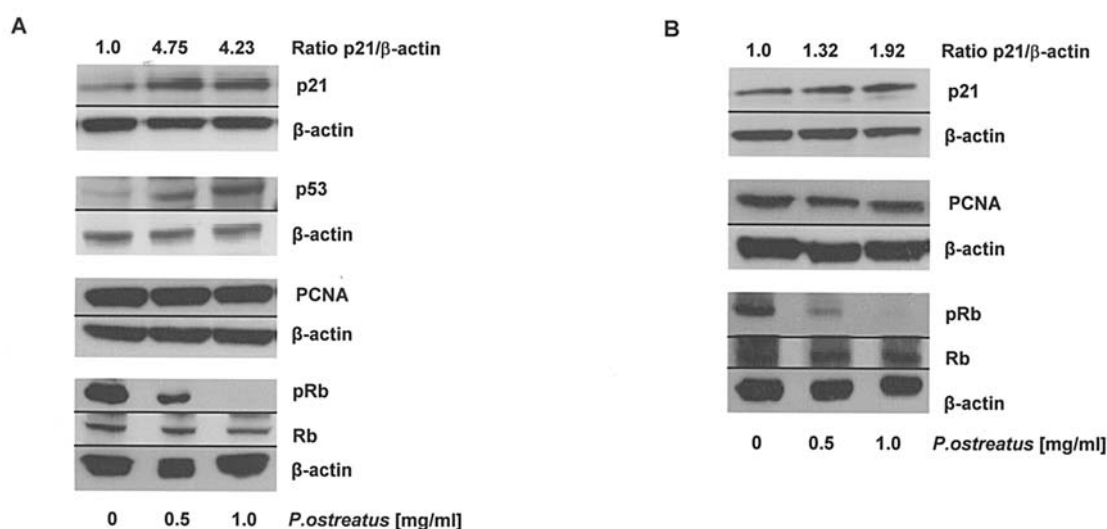 A
1.0 4.75 4.23 Ratio p21/β-actin
p21
β-actin
p53
β-actin
PCNA
β-actin
pRb
Rb
β-actin
0 0.5 1.0 P.ostreatus [mg/ml]
B
1.0 1.32 1.92 Ratio p21/β-actin
p21
β-actin
PCNA
β-actin
pRb
Rb
β-actin
0 0.5 1.0 P.ostreatus [mg/ml]